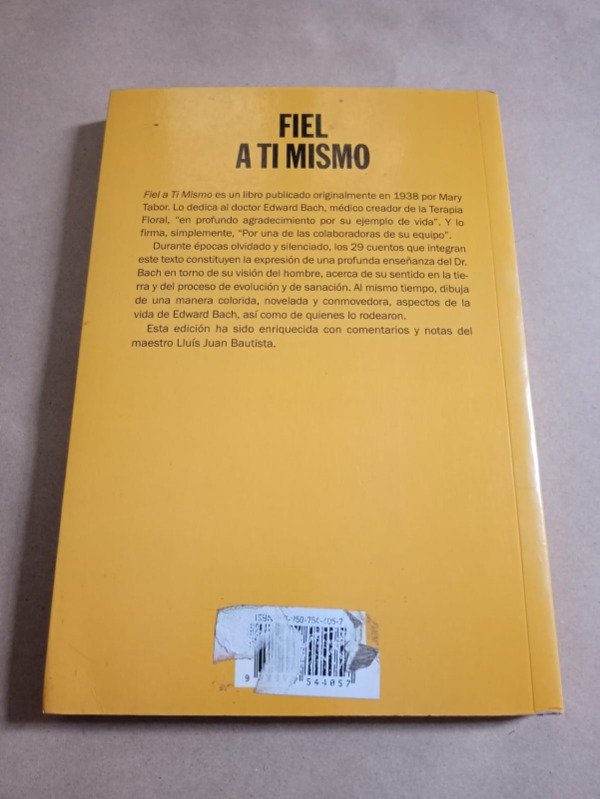 FIEL
A TI MISMO
Fiel a Ti Mismo es un libro publicado originalmente en 1938 por Mary
Tabor. Lo dedica al doctor Edward Bach, médico creador de la Terapia
Floral, “en profundo agradecimiento por su ejemplo de vida”. Y lo
firma, simplemente, “Por una de las colaboradoras de su equipo”.
Durante épocas olvidado y silenciado, los 29 cuentos que integran
este texto constituyen la expresión de una profunda enseñanza del Dr.
Bach en torno de su visión del hombre, acerca de su sentido en la tie-
rra y del proceso de evolución y de sanación. Al mismo tiempo, dibuja
de una manera colorida, novelada y conmovedora, aspectos de la
vida de Edward Bach, así como de quienes lo rodearon.
Esta edición ha sido enriquecida con comentarios y notas del
maestro Lluís Juan Bautista.
544057